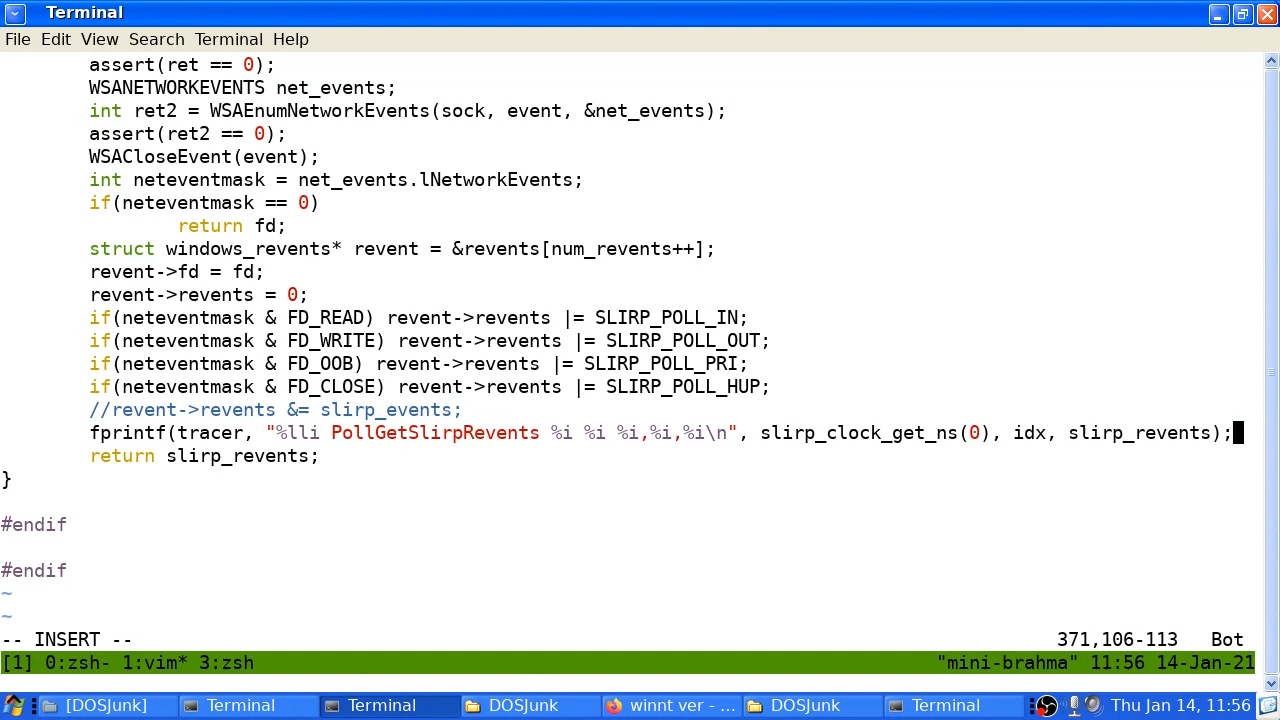 Terminal
File Edit View Search Terminal Help
assert(ret == 0);
WSANETWORKEVENTS net_events;
int ret2 = WSAEnumNetworkEvents(sock, event, &net_events);
assert(ret2 == 0);
WSACloseEvent(event);
int neteventmask = net_events.lNetworkEvents;
if(neteventmask == 0)
return fd;
struct windows_revents* revent = &revents[num_revents++];
revent->fd = fd;
revent->revents = 0;
if(neteventmask & FD_READ) revent->revents |= SLIRP_POLL_IN;
if(neteventmask & FD_WRITE) revent->revents |= SLIRP_POLL_OUT;
if(neteventmask & FD_OOB) revent->revents |= SLIRP_POLL_PRI;
if(neteventmask & FD_CLOSE) revent->revents |= SLIRP_POLL_HUP;
//revent->revents &= slirp_events;
fprintf(tracer, "%lli PollGetSlirpRevents %i %i %i,%i,%i\n", slirp_clock_get_ns(0), idx, slirp_revents);
return slirp_revents;
}
#endif
#endif
~
~
-- INSERT -- 371,106-113 Bot
[1] 0:zsh- 1:vim* 3:zsh "mini-brahma" 11:56 14-Jan-21
[DOSJunk] Terminal Terminal DOSJunk winnt ver - ... DOSJunk Terminal Thu Jan 14, 11:56